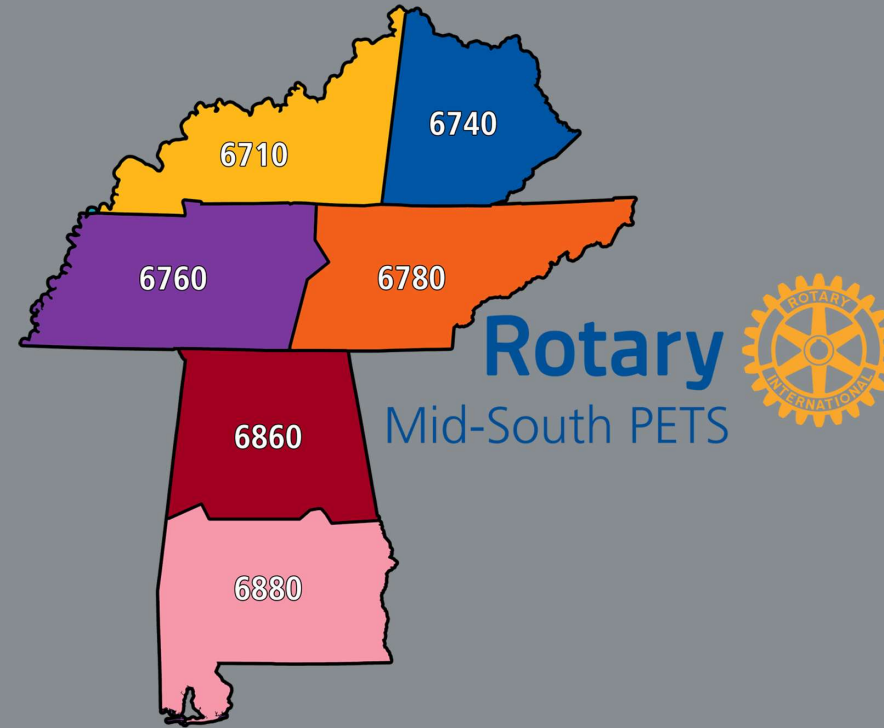 6740
6710
6760
6780
Rotary
Mid-South PETS
ROTARY
INTERNATIONAL
6860
6880